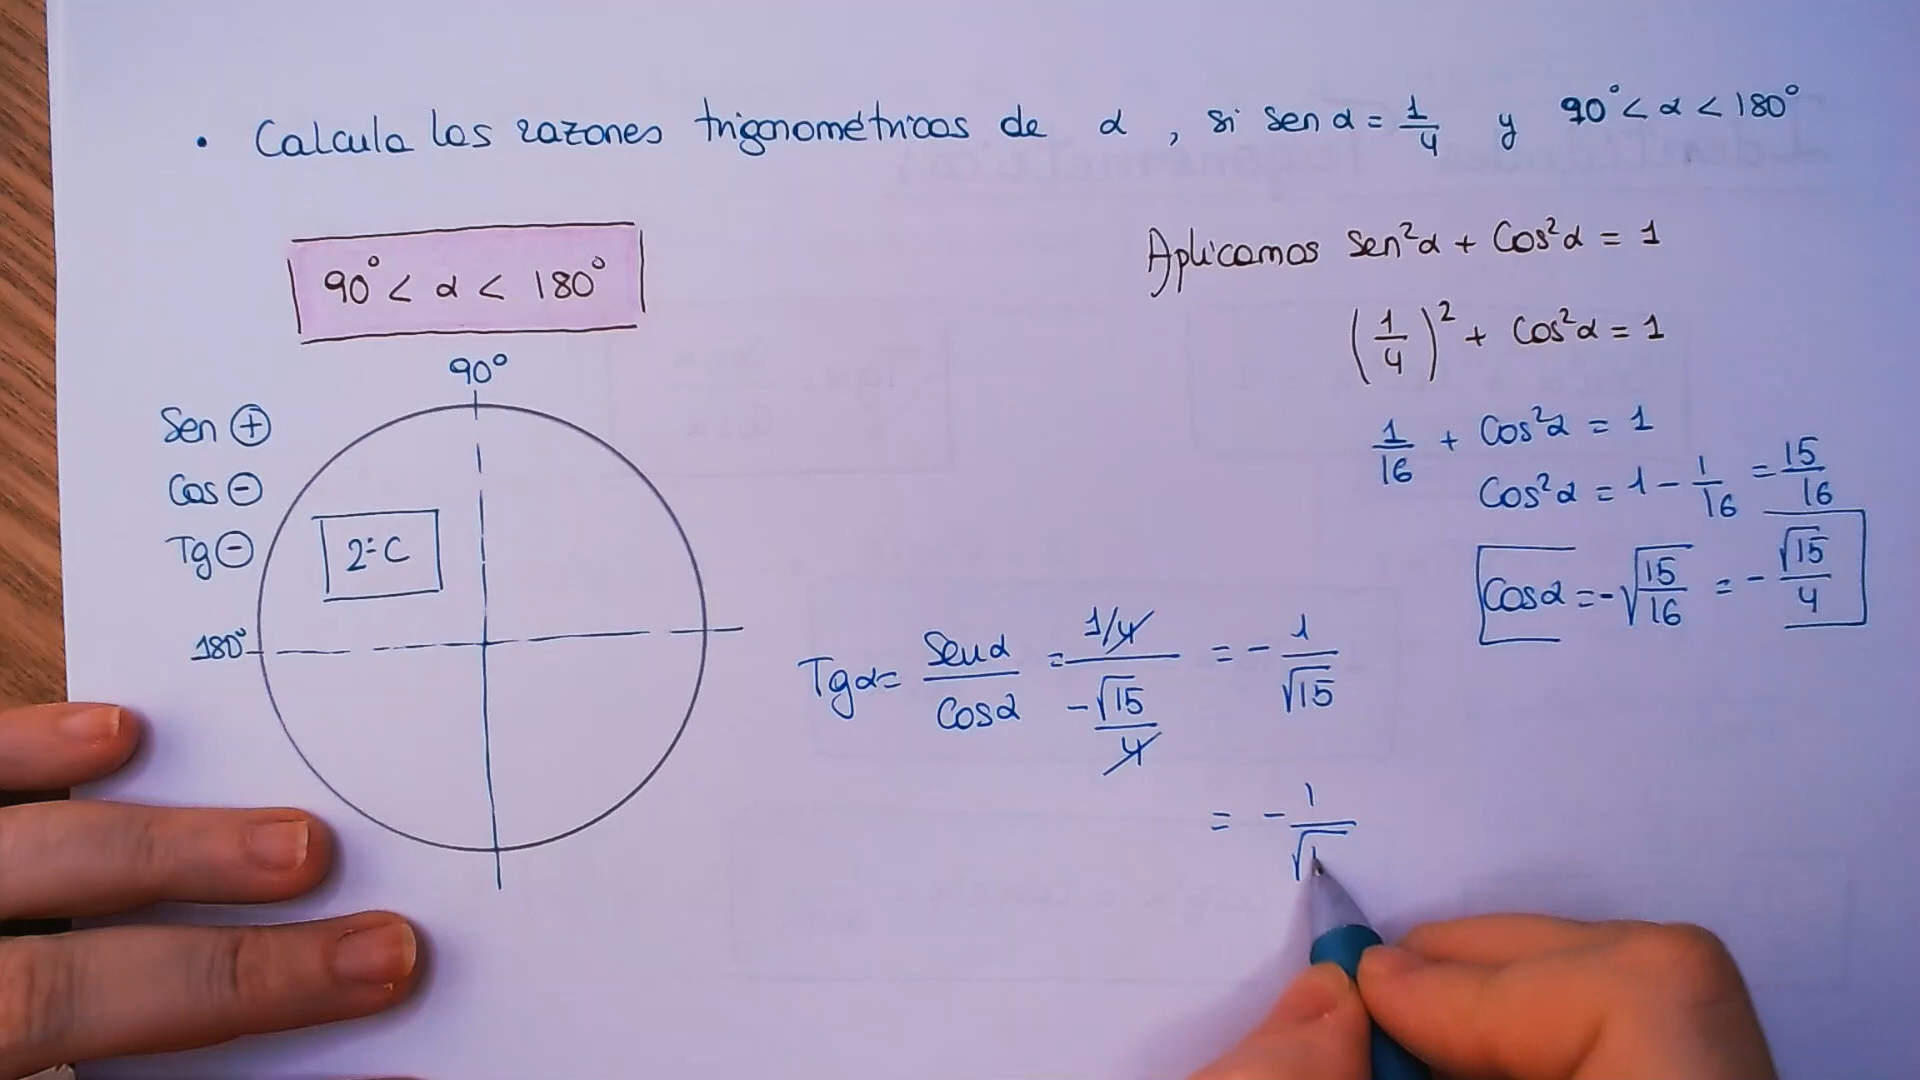 • Calcula las razones trigonométricas de α, si sen α = 1/4 y 90° < α < 180°
90° < α < 180°
90°
Sen ⊕
Cos ⊖
Tg ⊖
2º C
180°
Aplicamos sen²α + Cos²α = 1
(1/4)² + Cos²α = 1
1/16 + Cos²α = 1
Cos²α = 1 - 1/16 = 15/16
Cosα = -√(15/16) = -√15/4
Tgα = Senα/Cosα = (1/4)/(-√15/4) = -1/√15
= -1/√1